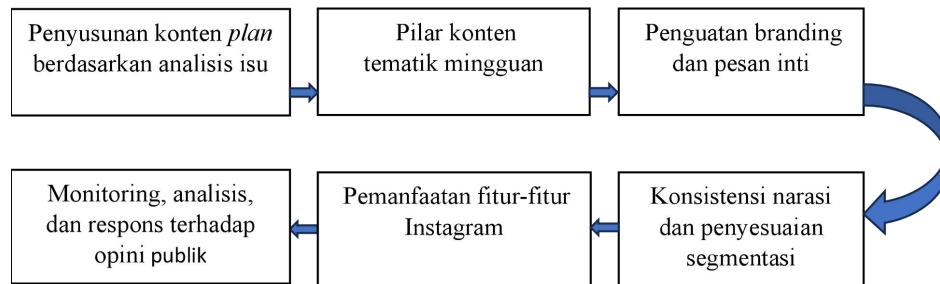 Penyusunan konten plan
berdasarkan analisis isu
Pilar konten
tematik mingguan
Penguatan branding
dan pesan inti
Konsistensi narasi
dan penyesuaian
segmentasi
Pemanfaatan fitur-fitur
Instagram
Monitoring, analisis,
dan respons terhadap
opini publik